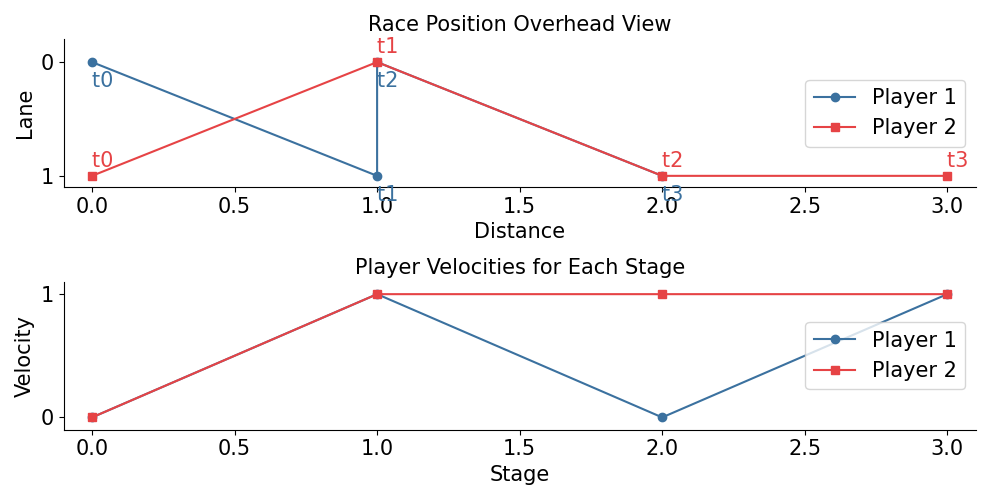 Race Position Overhead View
t1
0
t0
t2
Player 1
Lane
Player 2
t0
t2
t3
1
t1
t3
0.0
0.5
1.0
1.5
2.0
2.5
3.0
Distance
Player Velocities for Each Stage
1
Velocity
Player 1
Player 2
0
0.0
0.5
1.0
1.5
2.0
2.5
3.0
Stage